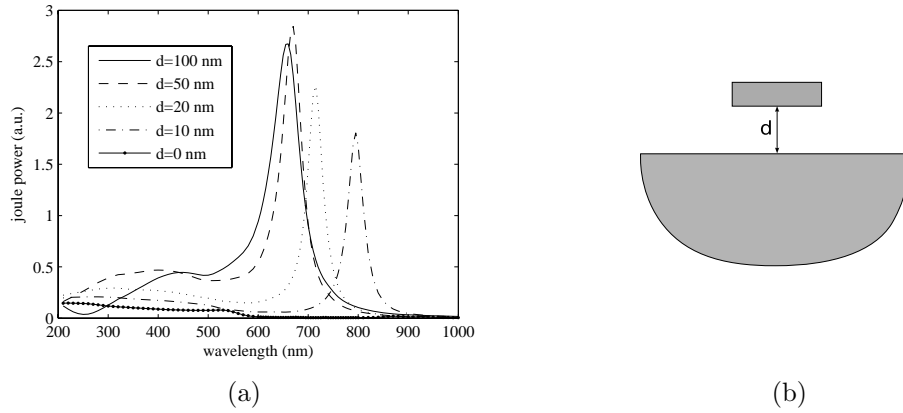 3
2.5
2
1.5
1
0.5
0
joule power (a.u.)
d=100 nm
d=50 nm
d=20 nm
d=10 nm
d=0 nm
200 300 400 500 600 700 800 900 1000
wavelength (nm)
(a)
d
(b)